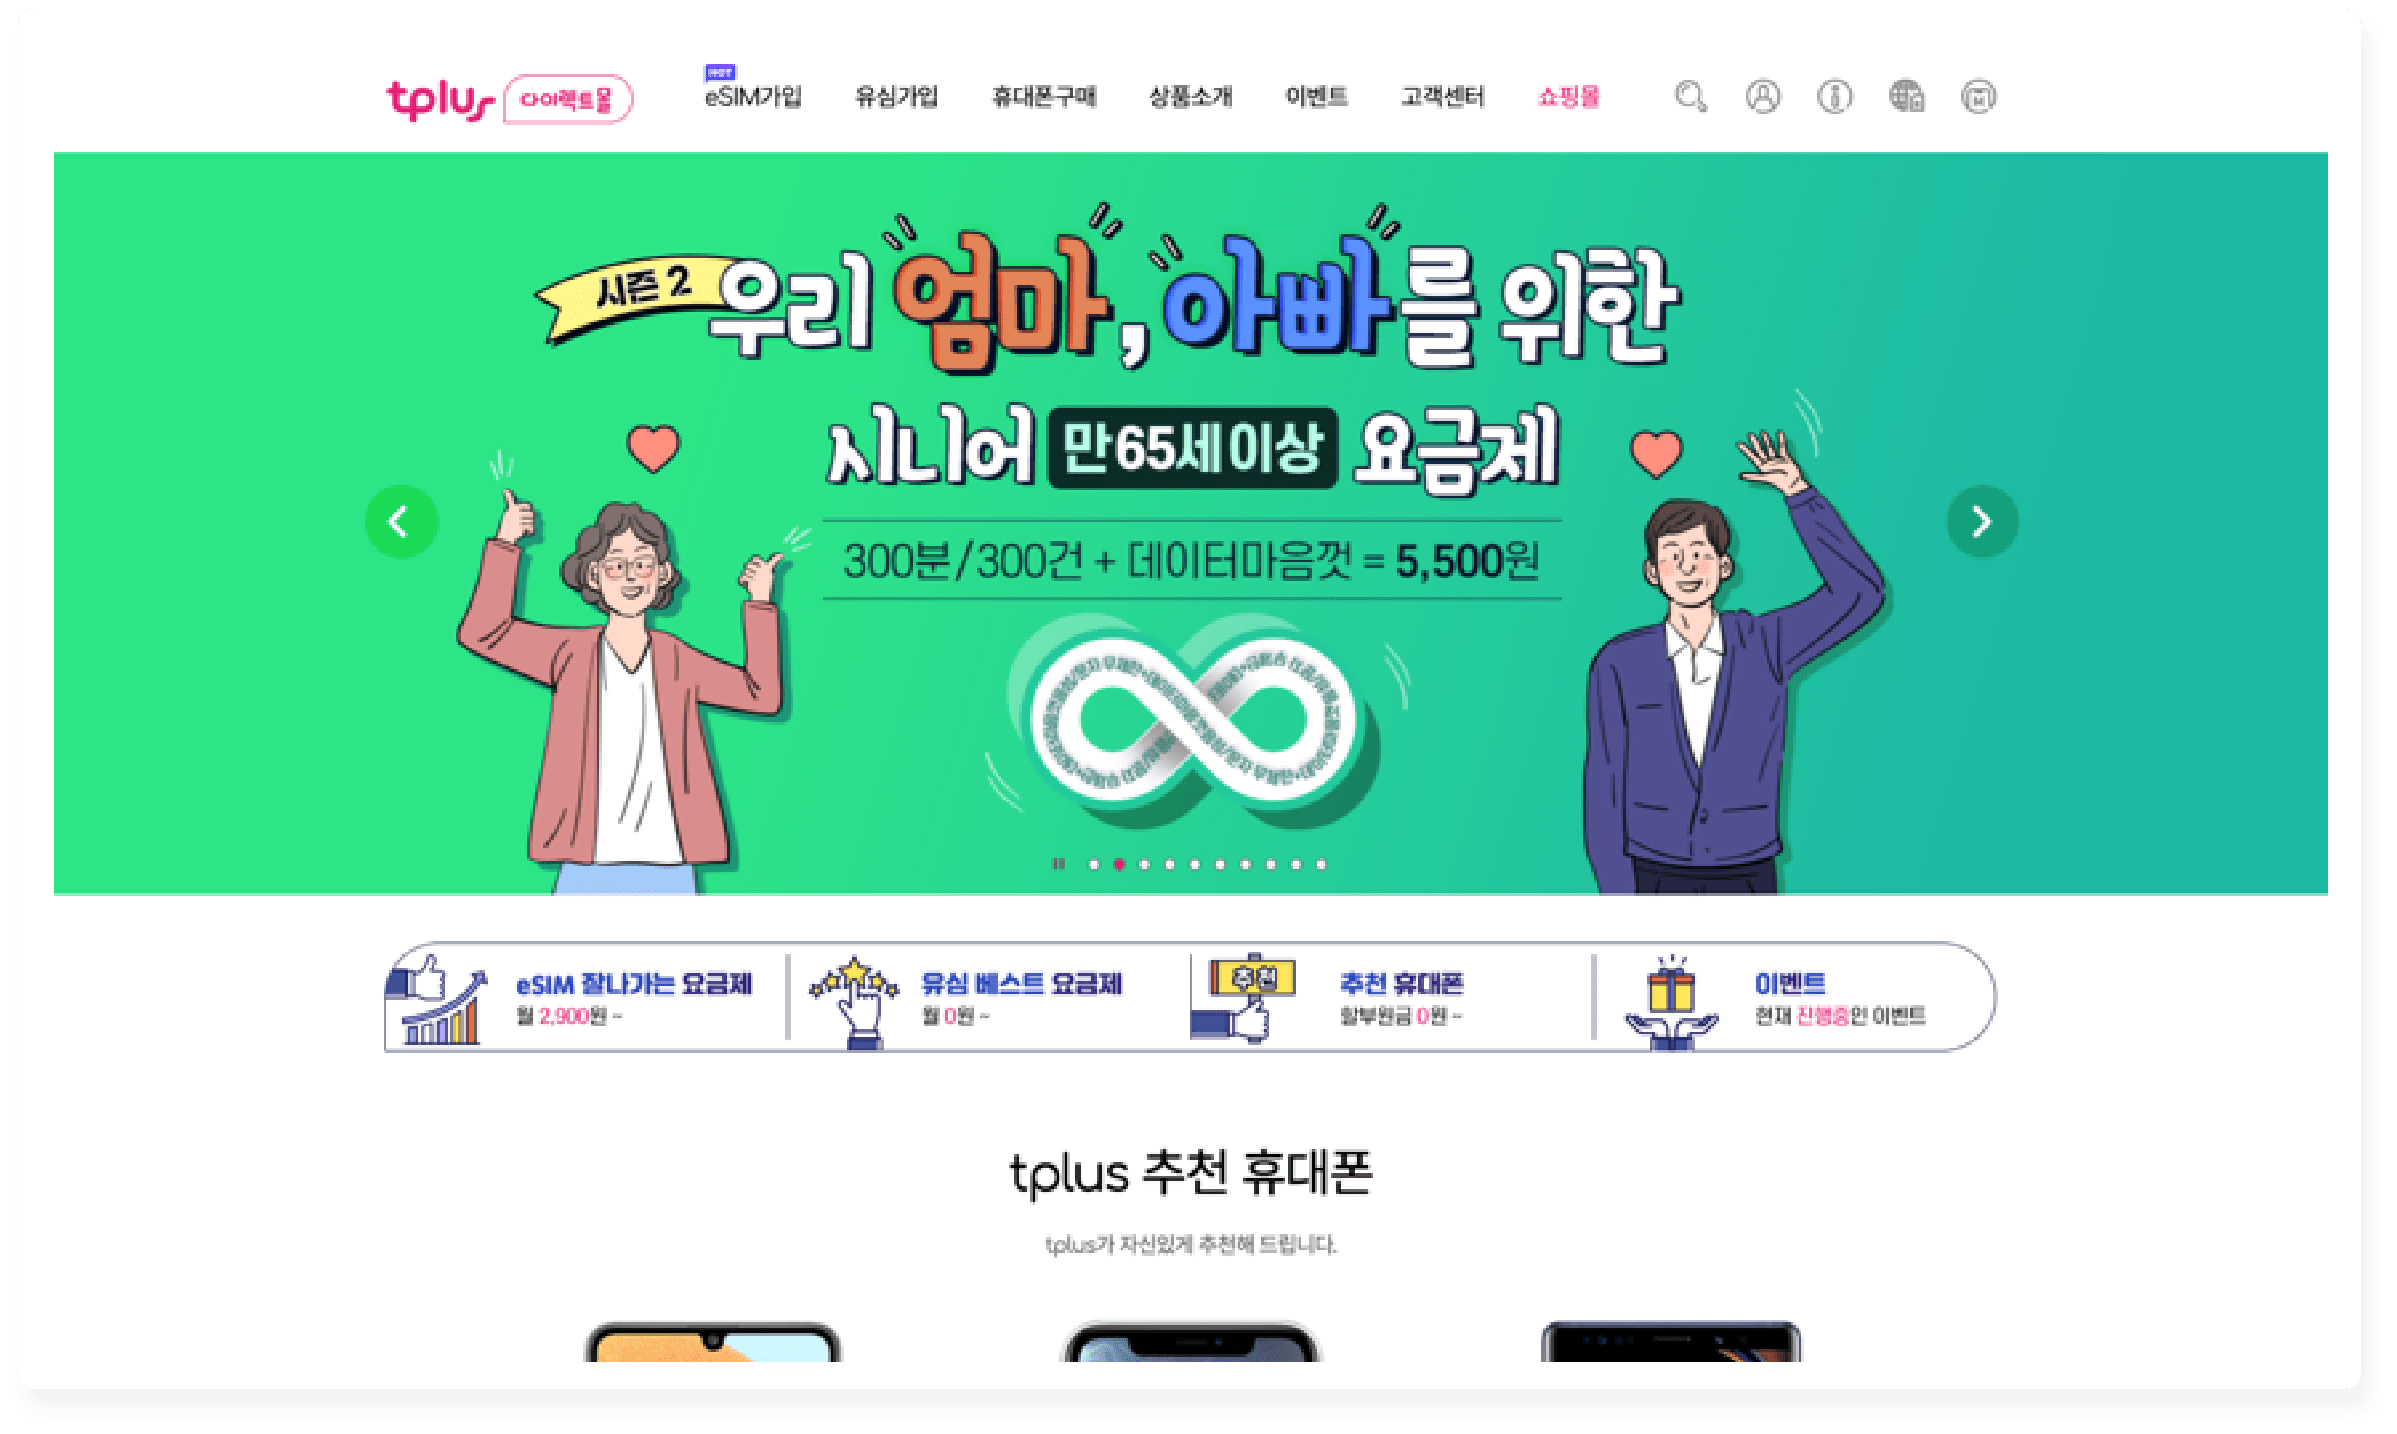 tplus 다이렉트몰
HOT
eSIM가입 유심가입 휴대폰구매 상품소개 이벤트 고객센터 쇼핑몰
시즌 2
우리 엄마, 아빠를 위한
시니어 만65세이상 요금제
300분/300건 + 데이터마음껏 = 5,500원
eSIM 잘나가는 요금제
월 2,900원 ~
유심 베스트 요금제
월 0원 ~
추천
추천 휴대폰
할부원금 0원 ~
이벤트
현재 진행중인 이벤트
tplus 추천 휴대폰
tplus가 자신있게 추천해 드립니다.